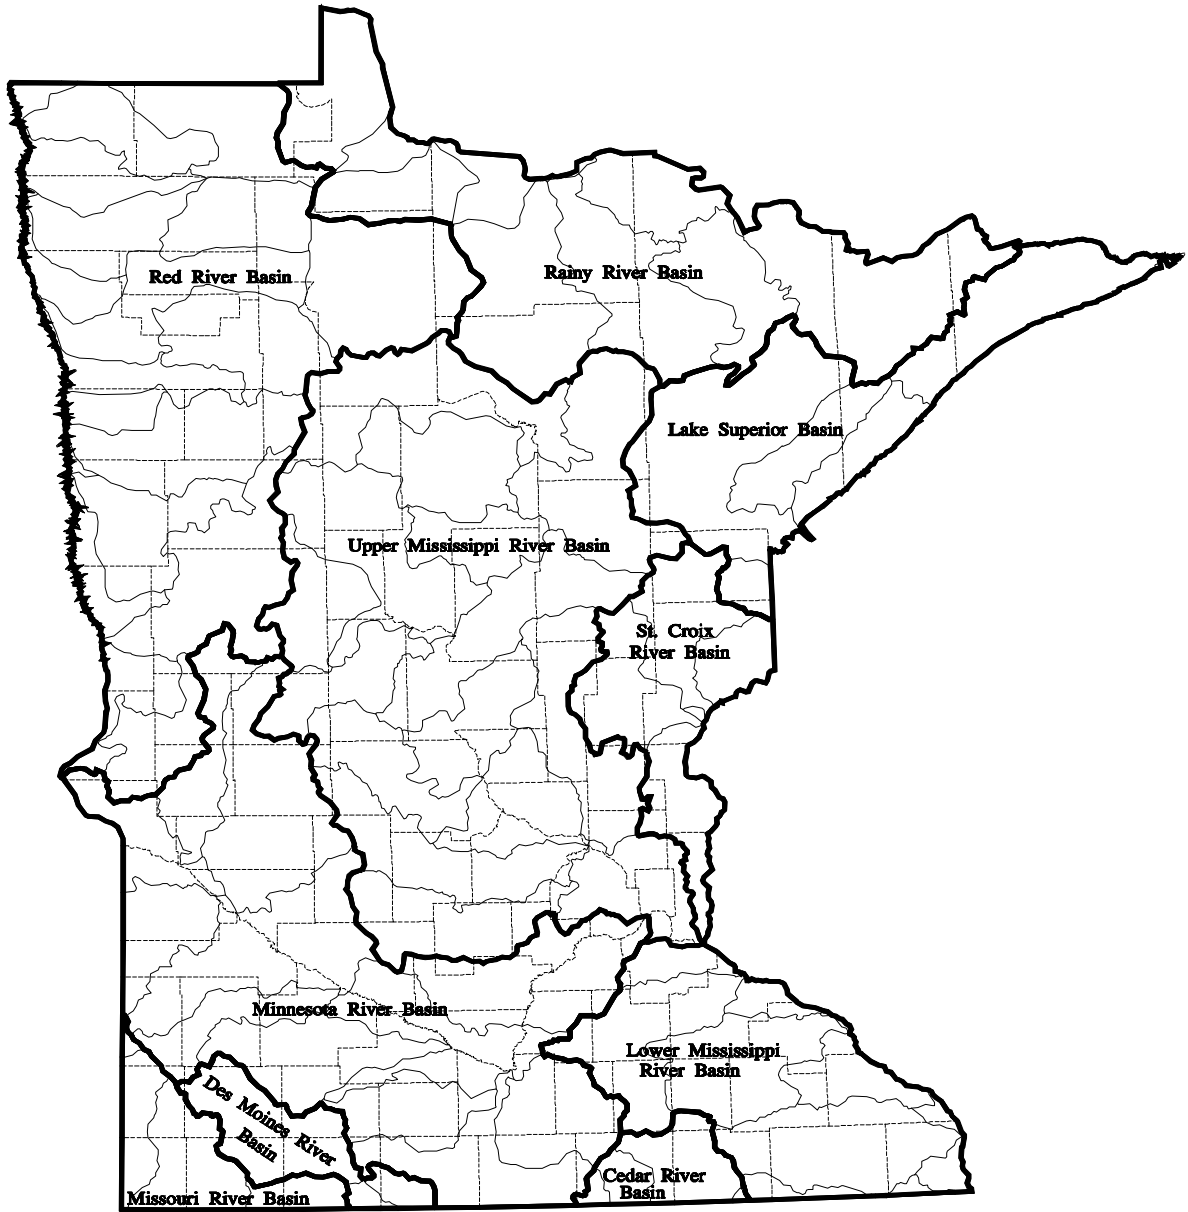 Red River Basin
Rainy River Basin
Lake Superior Basin
Upper Mississippi River Basin
St. Croix
River Basin
Minnesota River Basin
Lower Mississippi
River Basin
Des Moines River
Basin
Cedar River
Basin
Missouri River Basin